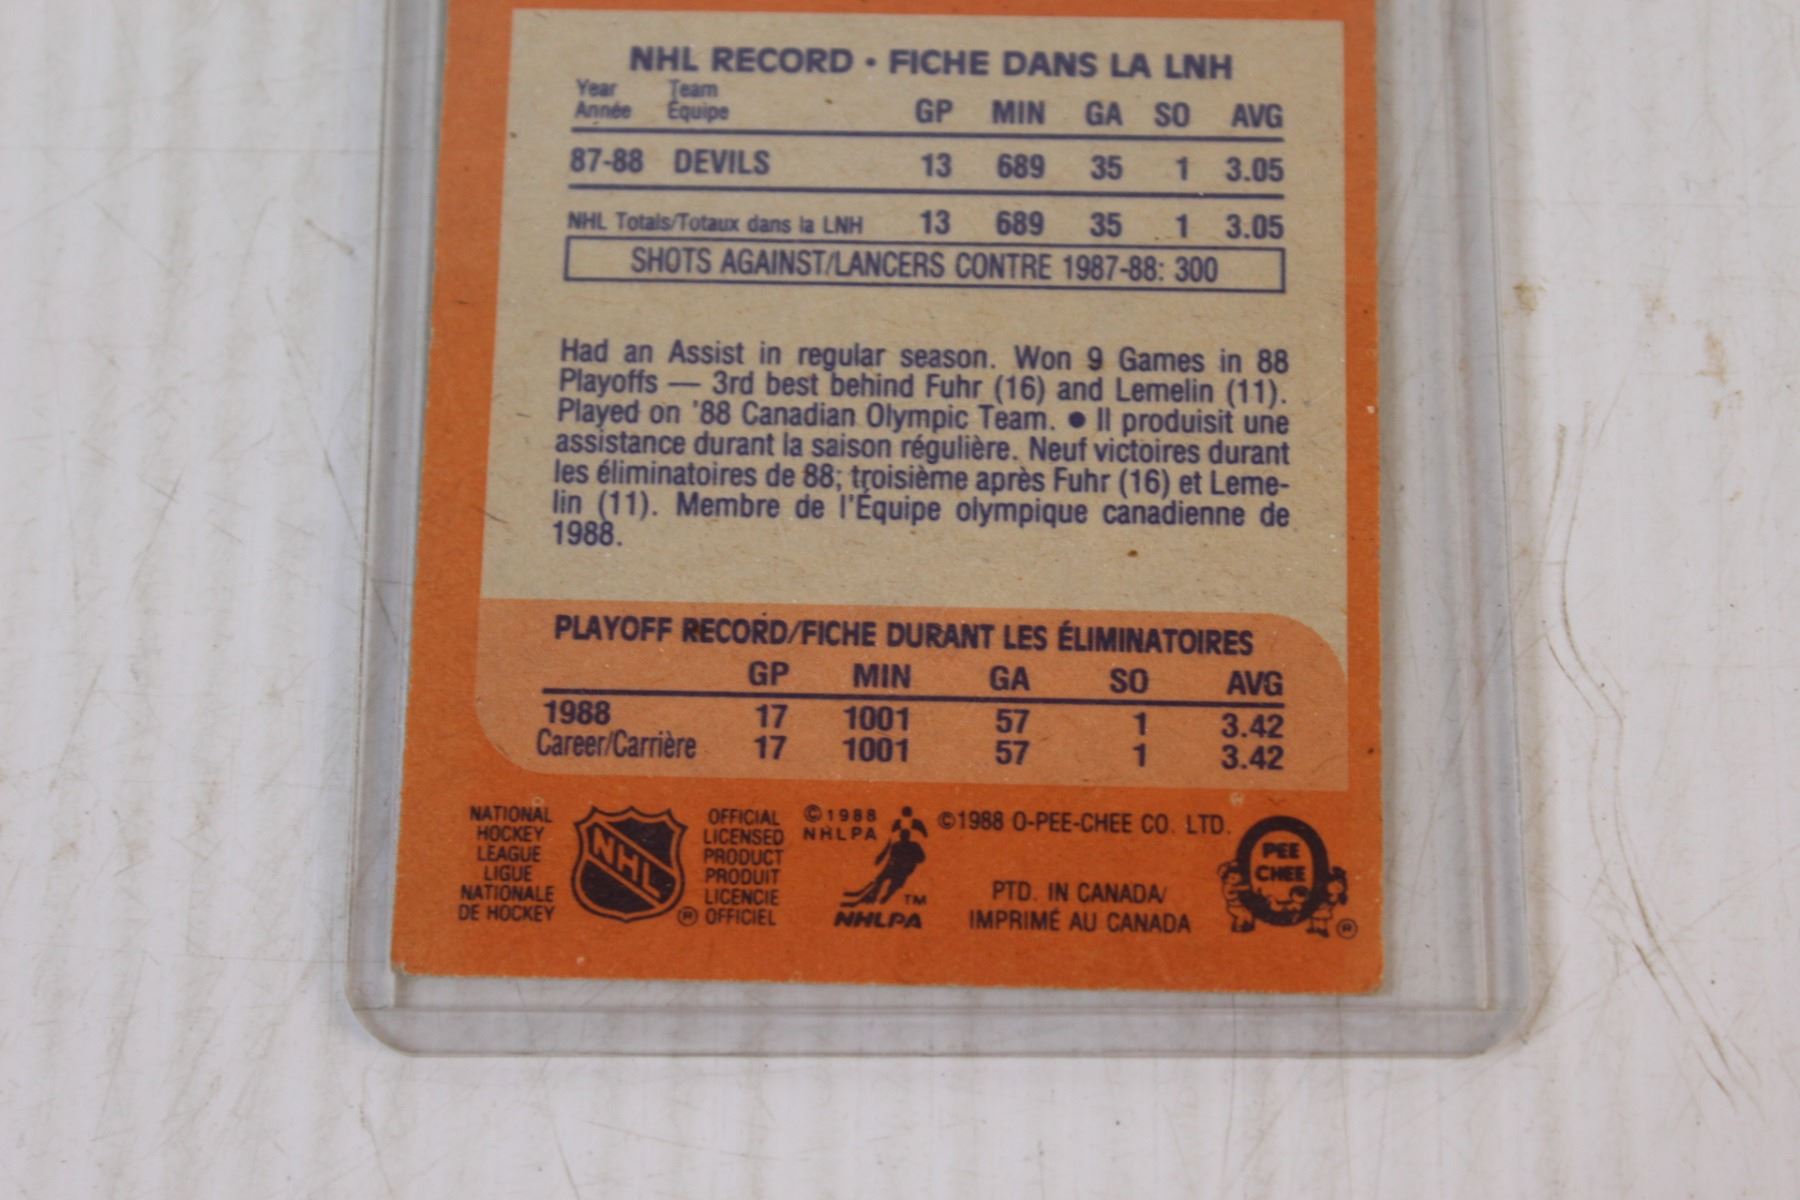 NHL RECORD • FICHE DANS LA LNH
Year Team
Année Équipe GP MIN GA SO AVG
87-88 DEVILS 13 689 35 1 3.05
NHL Totals/Totaux dans la LNH 13 689 35 1 3.05
SHOTS AGAINST/LANCERS CONTRE 1987-88: 300
Had an Assist in regular season. Won 9 Games in 88
Playoffs — 3rd best behind Fuhr (16) and Lemelin (11).
Played on '88 Canadian Olympic Team. ● Il produisit une
assistance durant la saison régulière. Neuf victoires durant
les éliminatoires de 88; troisième après Fuhr (16) et Leme-
lin (11). Membre de l'Équipe olympique canadienne de
1988.
PLAYOFF RECORD/FICHE DURANT LES ÉLIMINATOIRES
GP MIN GA SO AVG
1988 17 1001 57 1 3.42
Career/Carrière 17 1001 57 1 3.42
NATIONAL
HOCKEY
LEAGUE
LIGUE
NATIONALE
DE HOCKEY
NHL
®
OFFICIAL
LICENSED
PRODUCT
PRODUIT
LICENCIE
OFFICIEL
©1988
NHLPA
TM
NHLPA
©1988 O-PEE-CHEE CO. LTD.
PTD. IN CANADA/
IMPRIMÉ AU CANADA
PEE
CHEE
®